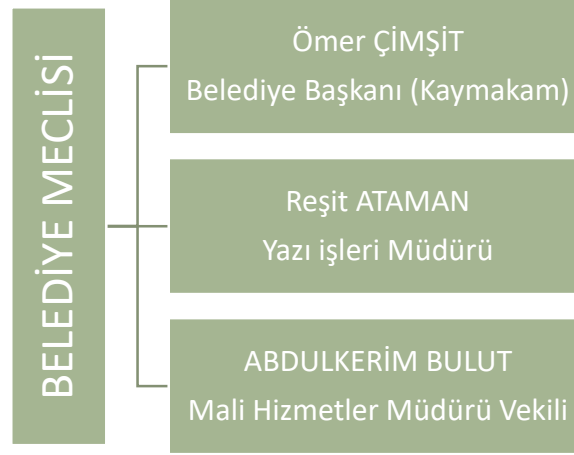 BELEDİYE MECLİSİ
Ömer ÇİMŞİT
Belediye Başkanı (Kaymakam)
Reşit ATAMAN
Yazı işleri Müdürü
ABDULKERİM BULUT
Mali Hizmetler Müdürü Vekili